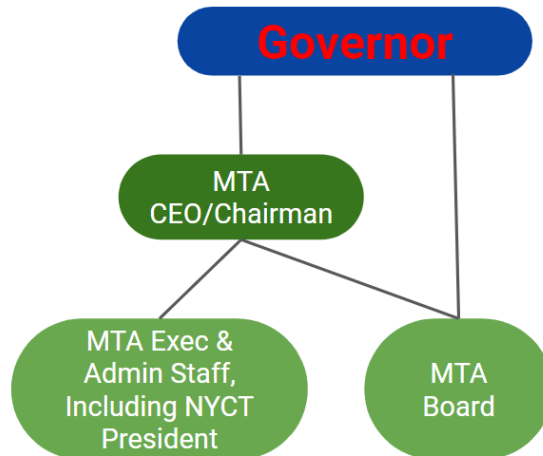 Governor
MTA
CEO/Chairman
MTA Exec &
Admin Staff,
Including NYCT
President
MTA
Board